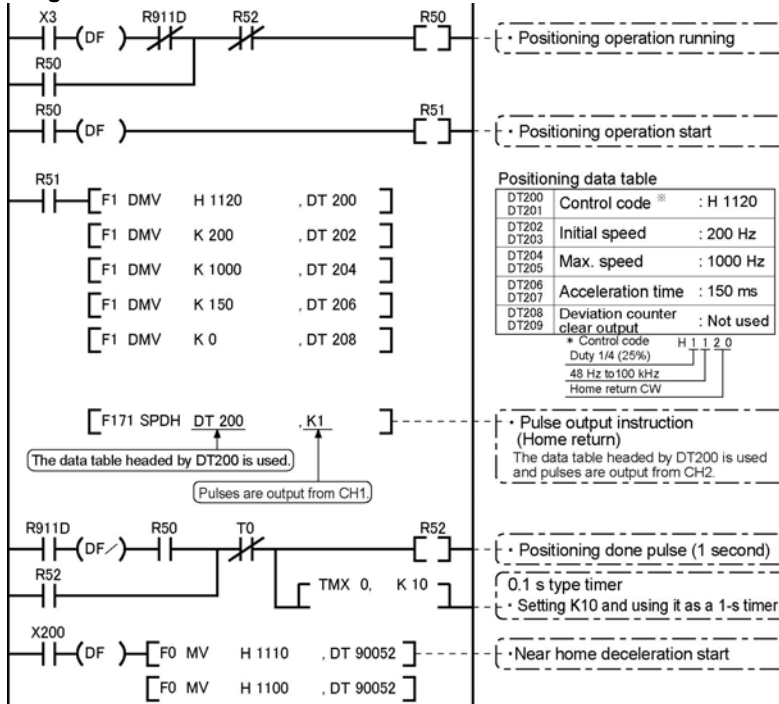 X3 (DF ) R911D R52 R50
· Positioning operation running
R50
R50 (DF ) R51
· Positioning operation start
R51
F1 DMV H 1120 , DT 200
F1 DMV K 200 , DT 202
F1 DMV K 1000 , DT 204
F1 DMV K 150 , DT 206
F1 DMV K 0 , DT 208
Positioning data table
DT200 DT201 Control code ※ : H 1120
DT202 DT203 Initial speed : 200 Hz
DT204 DT205 Max. speed : 1000 Hz
DT206 DT207 Acceleration time : 150 ms
DT208 DT209 Deviation counter clear output : Not used
* Control code H 1 1 2 0
Duty 1/4 (25%)
48 Hz to100 kHz
Home return CW
F171 SPDH DT 200 , K1
The data table headed by DT200 is used.
Pulses are output from CH1.
· Pulse output instruction
(Home return)
The data table headed by DT200 is used
and pulses are output from CH2.
R911D (DF/) R50 T0 R52
· Positioning done pulse (1 second)
R52
TMX 0, K 10
0.1 s type timer
· Setting K10 and using it as a 1-s timer
X200 (DF ) F0 MV H 1110 , DT 90052
·Near home deceleration start
F0 MV H 1100 , DT 90052